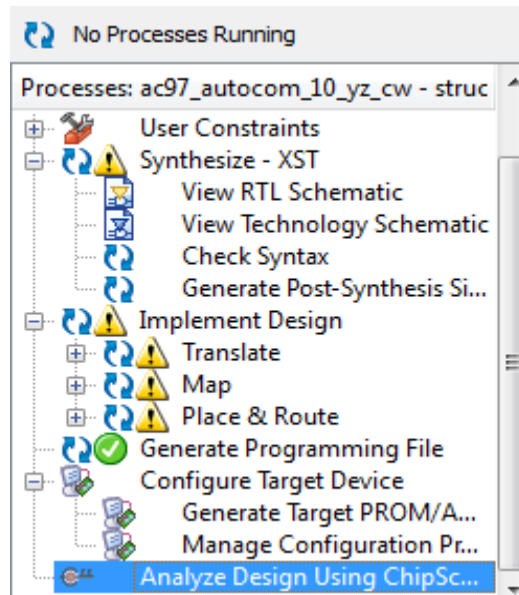 No Processes Running
Processes: ac97_autocom_10_yz_cw - struc
User Constraints
Synthesize - XST
View RTL Schematic
View Technology Schematic
Check Syntax
Generate Post-Synthesis Si...
Implement Design
Translate
Map
Place & Route
Generate Programming File
Configure Target Device
Generate Target PROM/A...
Manage Configuration Pr...
Analyze Design Using ChipSc...